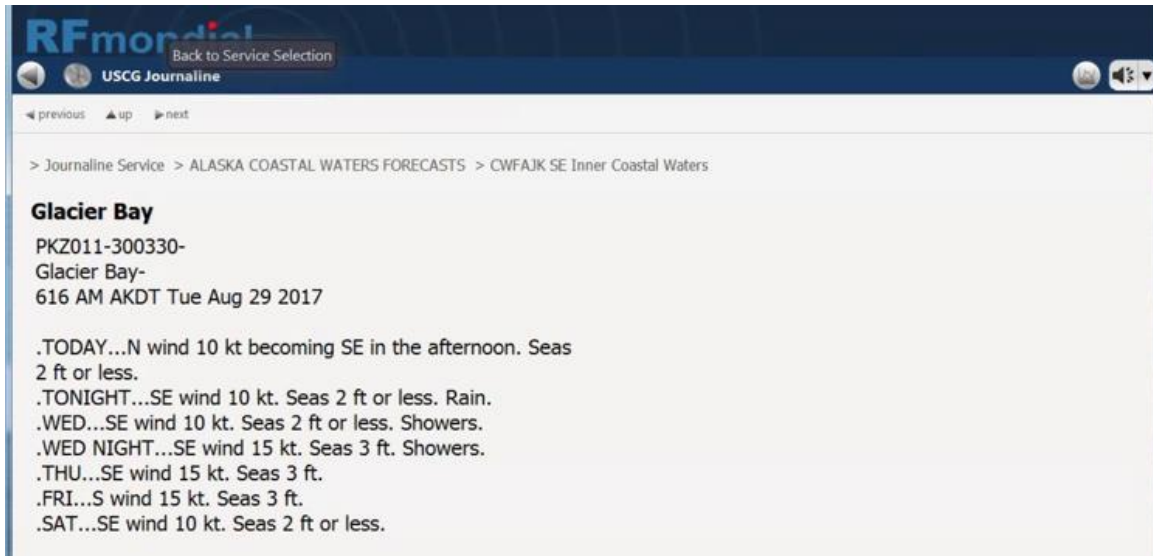 RFmondial
Back to Service Selection
USCG Journaline
previous up next
> Journaline Service > ALASKA COASTAL WATERS FORECASTS > CWFAJK SE Inner Coastal Waters
Glacier Bay
PKZ011-300330-
Glacier Bay-
616 AM AKDT Tue Aug 29 2017
.TODAY...N wind 10 kt becoming SE in the afternoon. Seas
2 ft or less.
.TONIGHT...SE wind 10 kt. Seas 2 ft or less. Rain.
.WED...SE wind 10 kt. Seas 2 ft or less. Showers.
.WED NIGHT...SE wind 15 kt. Seas 3 ft. Showers.
.THU...SE wind 15 kt. Seas 3 ft.
.FRI...S wind 15 kt. Seas 3 ft.
.SAT...SE wind 10 kt. Seas 2 ft or less.